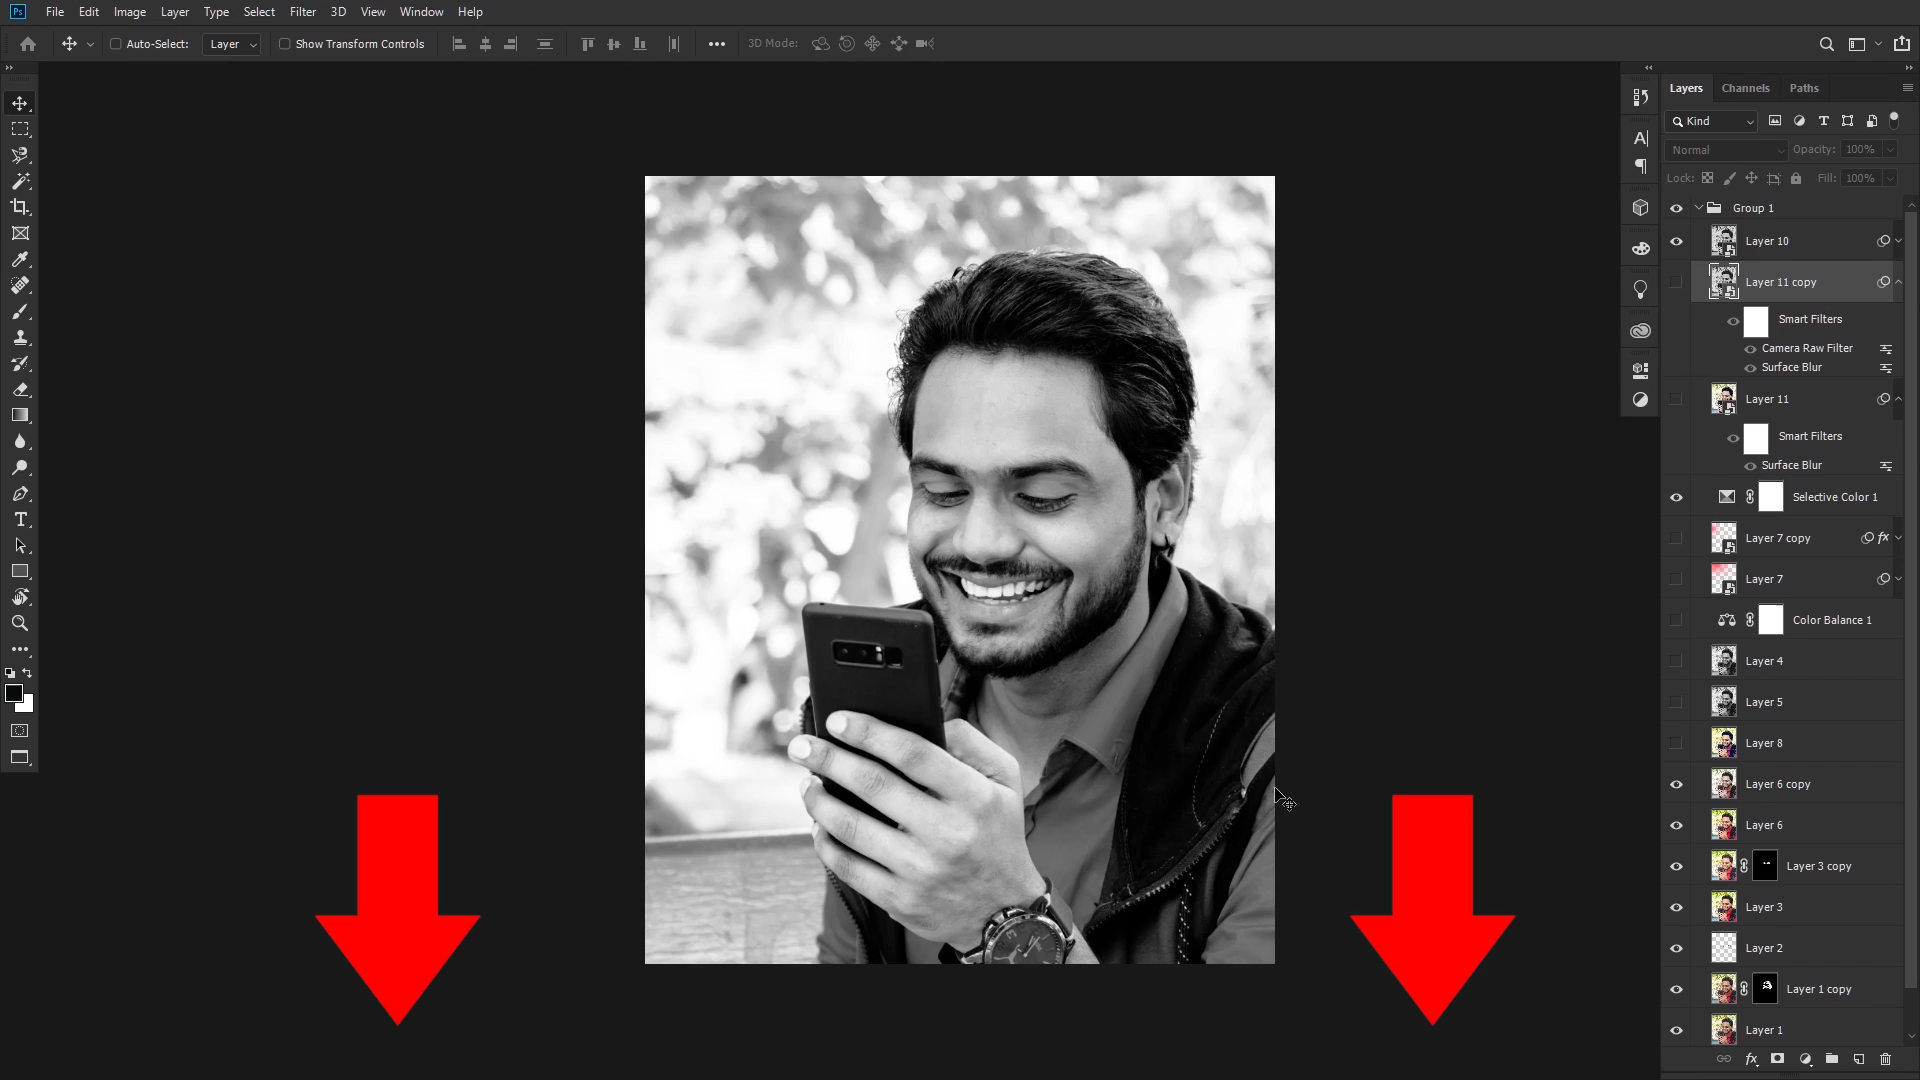 Ps File Edit Image Layer Type Select Filter 3D View Window Help
Auto-Select: Layer Show Transform Controls 3D Mode:
Layers Channels Paths
Kind
Normal Opacity: 100%
Lock: Fill: 100%
Group 1
Layer 10
Layer 11 copy
Smart Filters
Camera Raw Filter
Surface Blur
Layer 11
Smart Filters
Surface Blur
Selective Color 1
Layer 7 copy fx
Layer 7
Color Balance 1
Layer 4
Layer 5
Layer 8
Layer 6 copy
Layer 6
Layer 3 copy
Layer 3
Layer 2
Layer 1 copy
Layer 1
fx